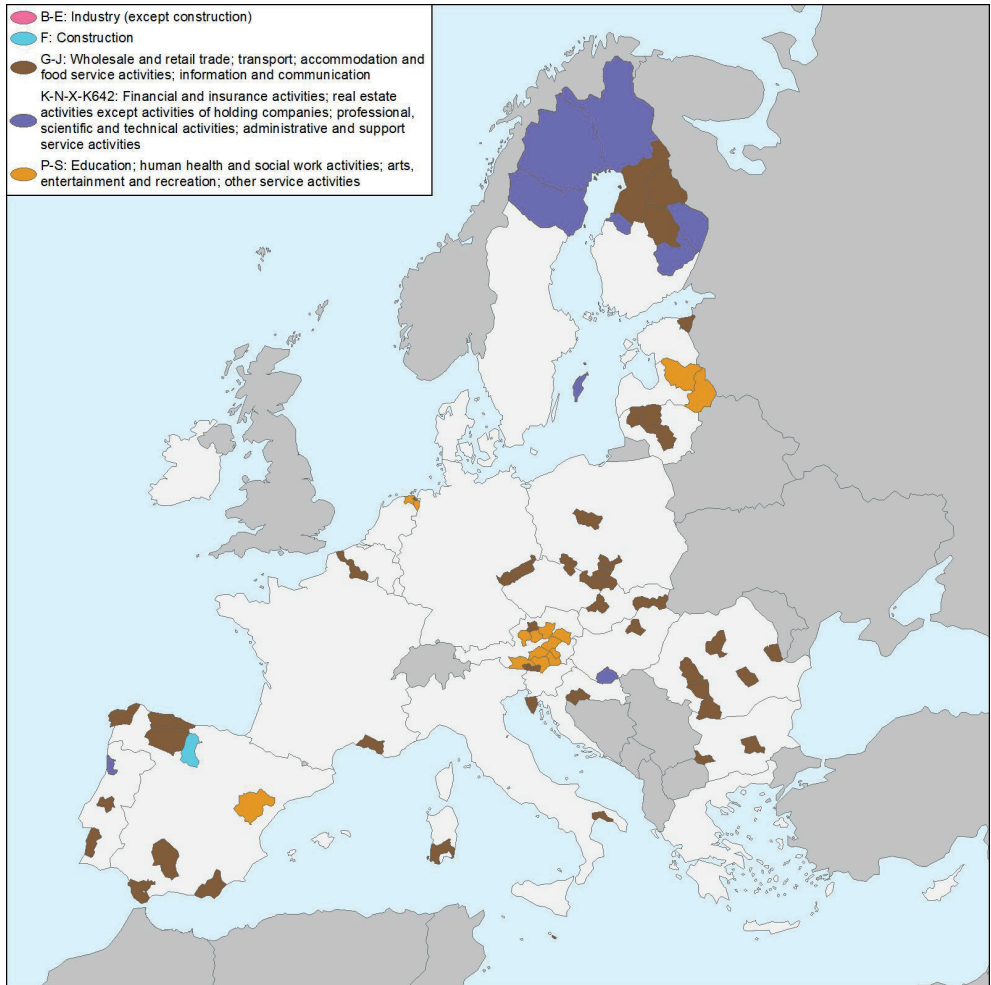 B-E: Industry (except construction)
F: Construction
G-J: Wholesale and retail trade; transport; accommodation and
food service activities; information and communication
K-N-X-K642: Financial and insurance activities; real estate
activities except activities of holding companies; professional,
scientific and technical activities; administrative and support
service activities
P-S: Education; human health and social work activities; arts,
entertainment and recreation; other service activities